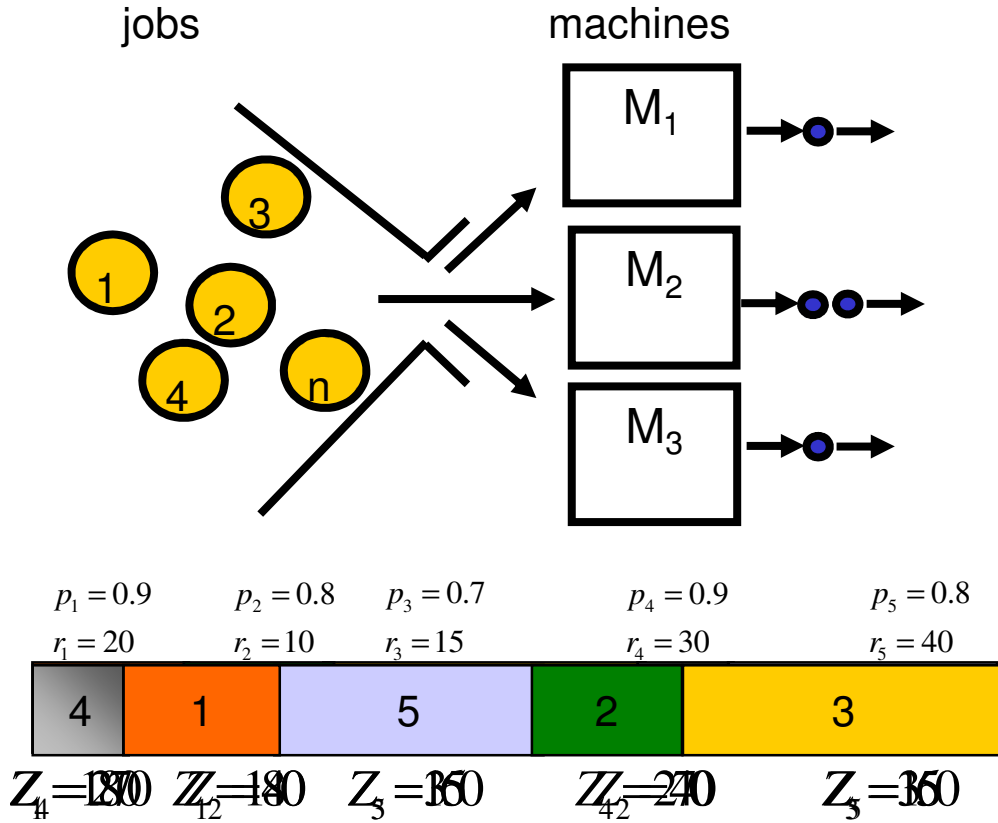 jobs machines
M1
M2
M3
3
1
2
4
n
p1 = 0.9 p2 = 0.8 p3 = 0.7 p4 = 0.9 p5 = 0.8
r1 = 20 r2 = 10 r3 = 15 r4 = 30 r5 = 40
4 1 5 2 3